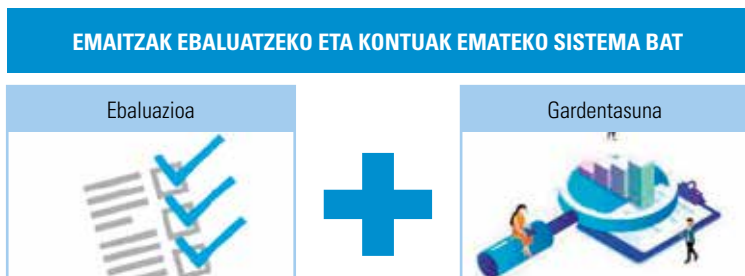 EMAITZAK EBALUATZEKO ETA KONTUAK EMATEKO SISTEMA BAT
Ebaluazioa
Gardentasuna